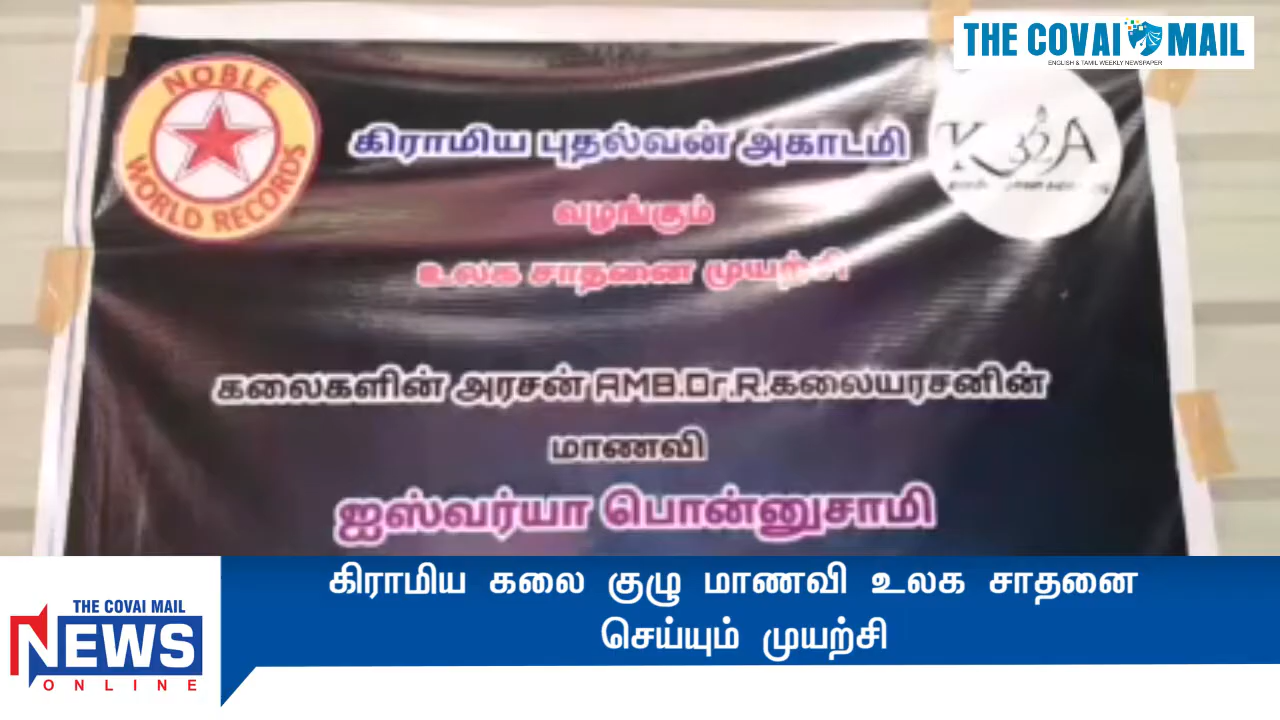 THE COVAI MAIL
ENGLISH & TAMIL WEEKLY NEWSPAPER
NOBLE
WORLD RECORDS
கிராமிய புதல்வன் அகாடமி
வழங்கும்
உலக சாதனை முயற்சி
கலைகளின் அரசன் AMB.Dr.R.கலையரசனின்
மாணவி
ஐஸ்வர்யா பொன்னுசாமி
கிராமிய கலை குழு மாணவி உலக சாதனை
செய்யும் முயற்சி
THE COVAI MAIL
NEWS
ONLINE